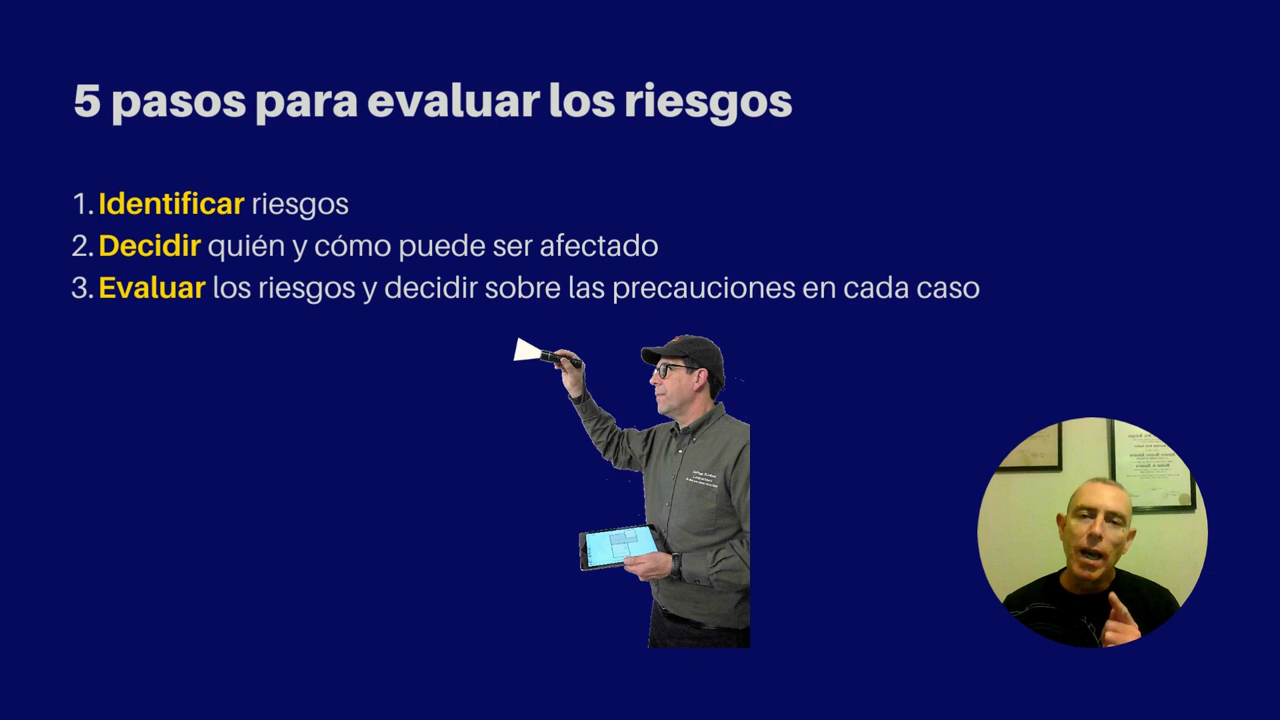 5 pasos para evaluar los riesgos
1. Identificar riesgos
2. Decidir quién y cómo puede ser afectado
3. Evaluar los riesgos y decidir sobre las precauciones en cada caso